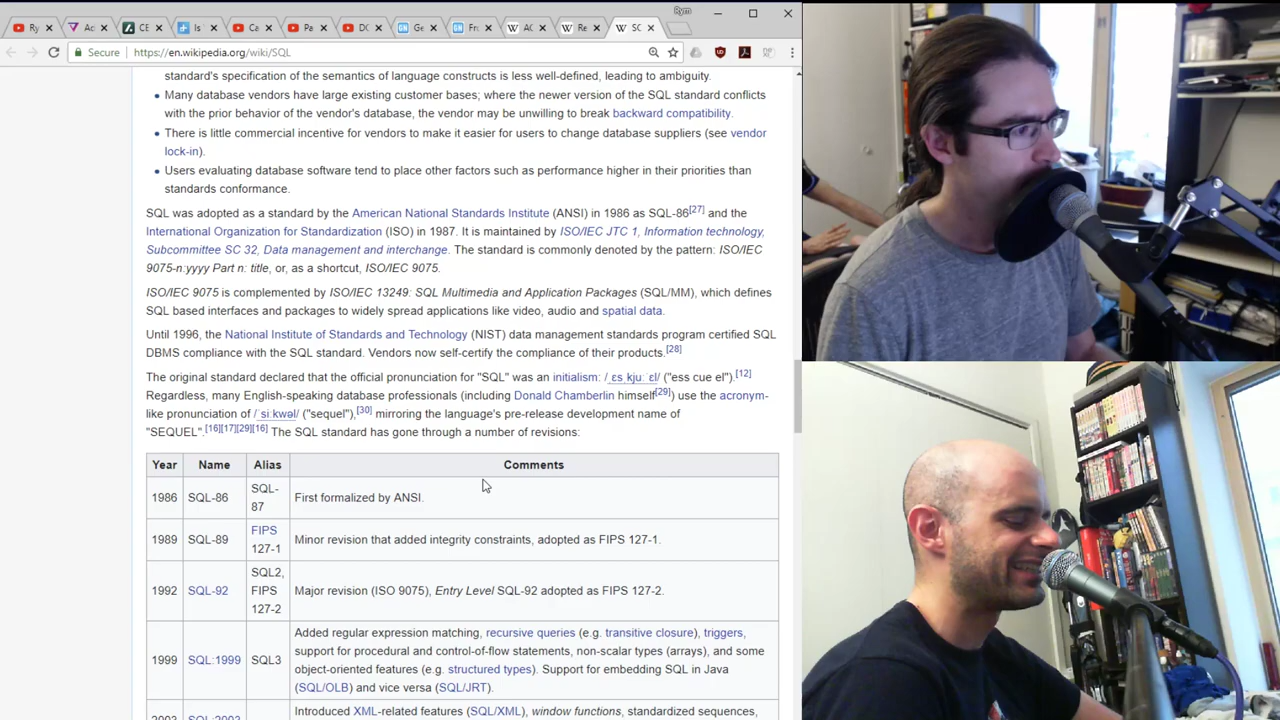 Ry
Ad
CE
Is
Ca
Pa
DC
Ge
Fr
AC
Re
SC
Rym
Secure
https://en.wikipedia.org/wiki/SQL
standard's specification of the semantics of language constructs is less well-defined, leading to ambiguity.
• Many database vendors have large existing customer bases; where the newer version of the SQL standard conflicts
with the prior behavior of the vendor's database, the vendor may be unwilling to break backward compatibility.
• There is little commercial incentive for vendors to make it easier for users to change database suppliers (see vendor
lock-in).
• Users evaluating database software tend to place other factors such as performance higher in their priorities than
standards conformance.
SQL was adopted as a standard by the American National Standards Institute (ANSI) in 1986 as SQL-86[27] and the
International Organization for Standardization (ISO) in 1987. It is maintained by ISO/IEC JTC 1, Information technology,
Subcommittee SC 32, Data management and interchange. The standard is commonly denoted by the pattern: ISO/IEC
9075-n:yyyy Part n: title, or, as a shortcut, ISO/IEC 9075.
ISO/IEC 9075 is complemented by ISO/IEC 13249: SQL Multimedia and Application Packages (SQL/MM), which defines
SQL based interfaces and packages to widely spread applications like video, audio and spatial data.
Until 1996, the National Institute of Standards and Technology (NIST) data management standards program certified SQL
DBMS compliance with the SQL standard. Vendors now self-certify the compliance of their products.[28]
The original standard declared that the official pronunciation for "SQL" was an initialism: /ˌɛsˌkjuːˈɛl/ ("ess cue el").[12]
Regardless, many English-speaking database professionals (including Donald Chamberlin himself[29]) use the acronym-
like pronunciation of /ˈsiːkwəl/ ("sequel"),[30] mirroring the language's pre-release development name of
"SEQUEL".[16][17][29][16] The SQL standard has gone through a number of revisions:
Year Name Alias Comments
1986 SQL-86 SQL-
87 First formalized by ANSI.
1989 SQL-89 FIPS
127-1 Minor revision that added integrity constraints, adopted as FIPS 127-1.
1992 SQL-92 SQL2,
FIPS
127-2 Major revision (ISO 9075), Entry Level SQL-92 adopted as FIPS 127-2.
1999 SQL:1999 SQL3 Added regular expression matching, recursive queries (e.g. transitive closure), triggers,
support for procedural and control-of-flow statements, non-scalar types (arrays), and some
object-oriented features (e.g. structured types). Support for embedding SQL in Java
(SQL/OLB) and vice versa (SQL/JRT).
2003 SQL:2003 Introduced XML-related features (SQL/XML), window functions, standardized sequences,